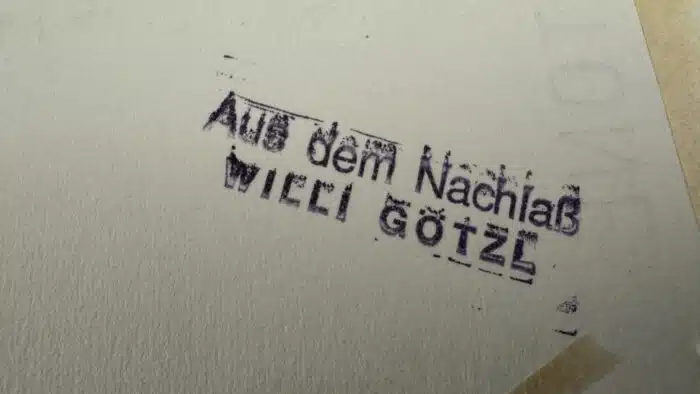 Aus dem Nachlaß
WILLI GÖTZL